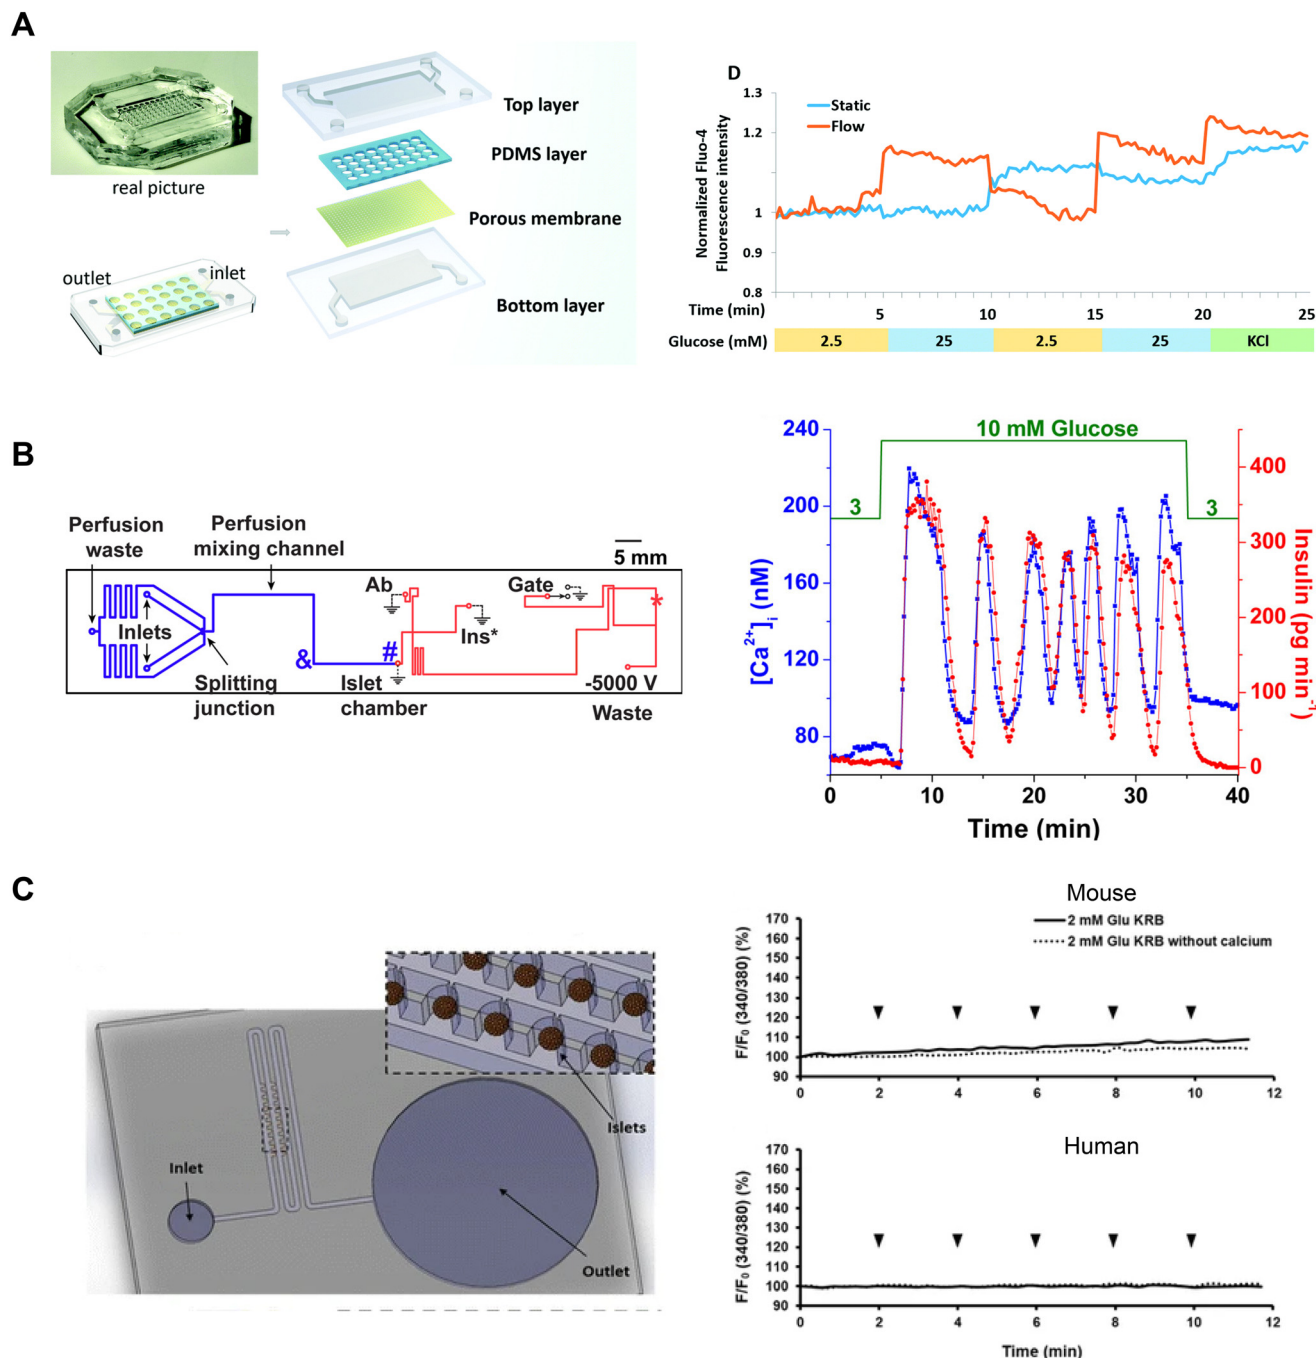 A
real picture
outlet
inlet
Top layer
PDMS layer
Porous membrane
Bottom layer
D
Normalized Fluo-4
Fluorescence intensity
1.3
1.2
1.1
1
0.9
0.8
Static
Flow
Time (min)
5 10 15 20 25
Glucose (mM)
2.5 25 2.5 25 KCl
B
Perfusion
waste
Perfusion
mixing channel
5 mm
Ab
Gate
Inlets
Ins*
*
&
#
Splitting
junction
Islet
chamber
-5000 V
Waste
10 mM Glucose
3
3
[Ca²⁺]ᵢ (nM)
240
200
160
120
80
Insulin (pg min⁻¹)
400
300
200
100
0
0 10 20 30 40
Time (min)
C
Islets
Inlet
Outlet
Mouse
2 mM Glu KRB
2 mM Glu KRB without calcium
F/F₀ (340/380) (%)
170
160
150
140
130
120
110
100
90
0 2 4 6 8 10 12
Human
F/F₀ (340/380) (%)
170
160
150
140
130
120
110
100
90
0 2 4 6 8 10 12
Time (min)